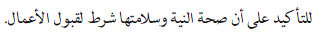 للتأكيد على أن صحة النية وسلامتها شرط لقبول الأعمال.